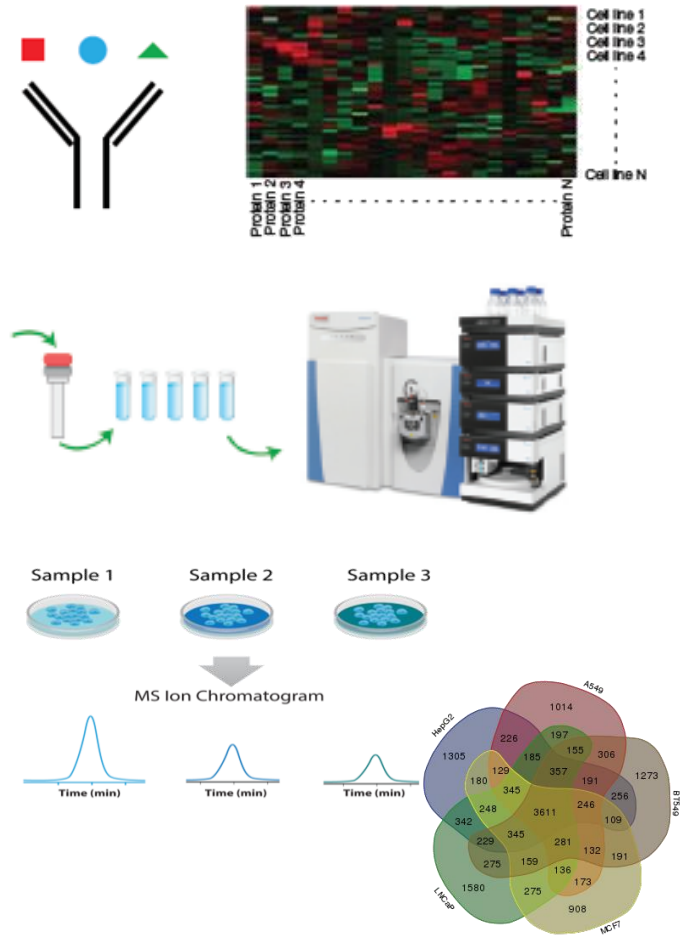 Cell line 1
Cell line 2
Cell line 3
Cell line 4
Cell line N
Protein 1
Protein 2
Protein 3
Protein 4
Protein N
Sample 1
Sample 2
Sample 3
MS Ion Chromatogram
Time (min)
Time (min)
Time (min)
A549
HepG2
BT549
LNCaP
MCF7
1014
197
226
155
306
1305
185
1273
129
357
191
180
345
256
248
3611
246
109
342
229
345
281
132
191
275
159
136
173
1580
275
908